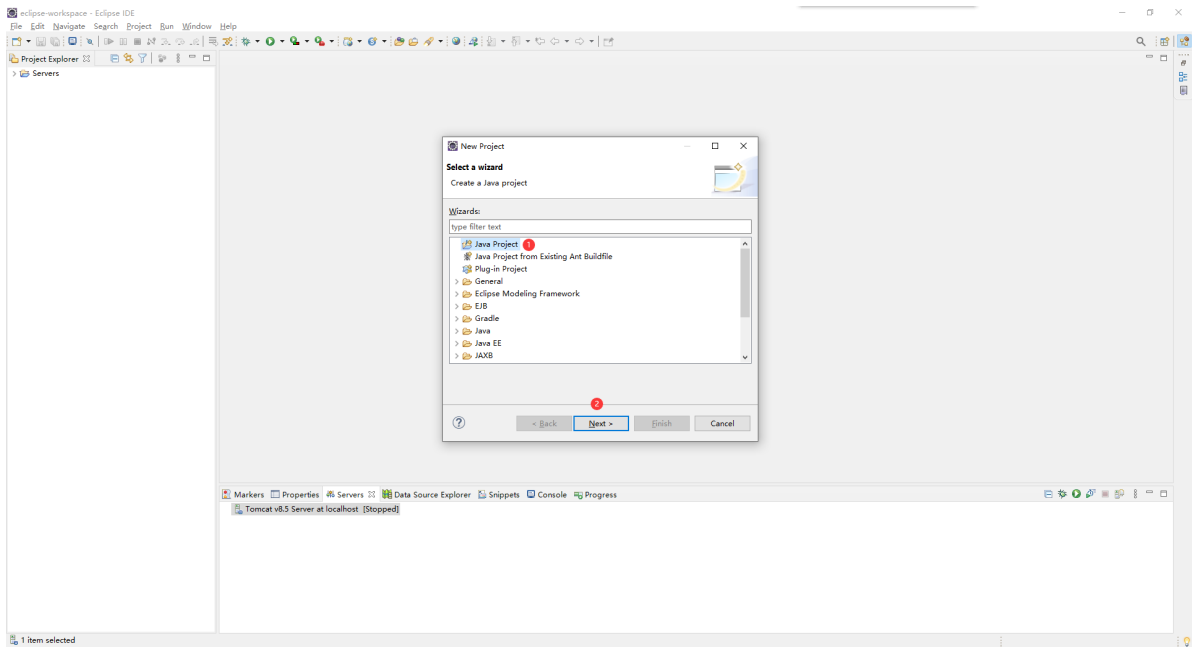 eclipse-workspace - Eclipse IDE
File Edit Navigate Search Project Run Window Help
Project Explorer
Servers
New Project
Select a wizard
Create a Java project
Wizards:
type filter text
Java Project 1
Java Project from Existing Ant Buildfile
Plug-in Project
General
Eclipse Modeling Framework
EJB
Gradle
Java
Java EE
JAXB
2
< Back Next > Finish Cancel
Markers Properties Servers Data Source Explorer Snippets Console Progress
Tomcat v8.5 Server at localhost [Stopped]
1 item selected